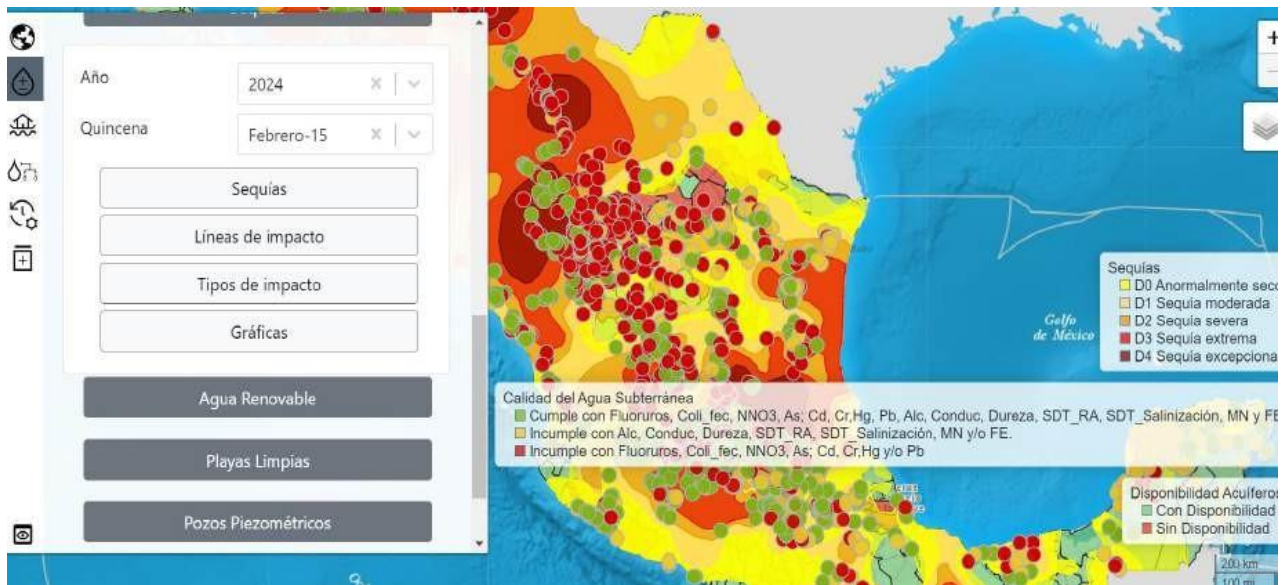 Año
2024
Quincena
Febrero-15
Sequías
Líneas de impacto
Tipos de impacto
Gráficas
Agua Renovable
Playas Limpias
Pozos Piezométricos
Golfo
de México
Sequías
D0 Anormalmente seco
D1 Sequía moderada
D2 Sequía severa
D3 Sequía extrema
D4 Sequía excepciona
Calidad del Agua Subterránea
Cumple con Fluoruros, Coli_fec, NNO3, As; Cd, Cr,Hg, Pb, Alc, Conduc, Dureza, SDT_RA, SDT_Salinización, MN y FE
Incumple con Alc, Conduc, Dureza, SDT_RA, SDT_Salinización, MN y/o FE.
Incumple con Fluoruros, Coli_fec, NNO3, As; Cd, Cr,Hg y/o Pb
Disponibilidad Acuíferos
Con Disponibilidad
Sin Disponibilidad
200 km
100 mi